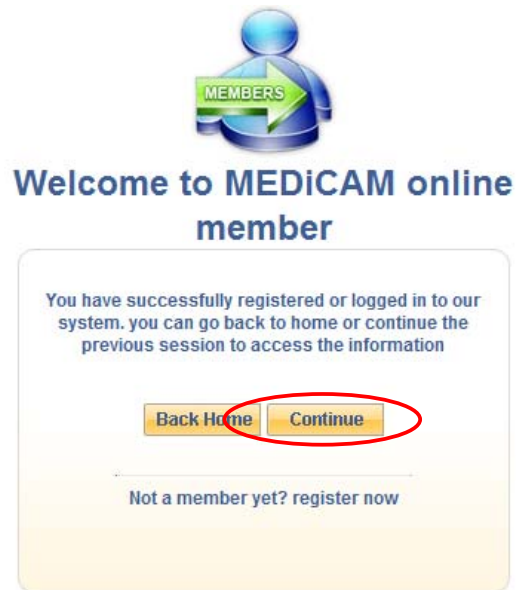 MEMBERS
Welcome to MEDiCAM online
member
You have successfully registered or logged in to our
system. you can go back to home or continue the
previous session to access the information
Back Home Continue
Not a member yet? register now